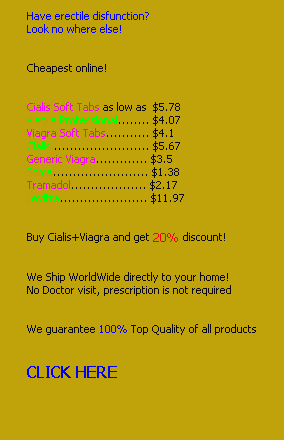 Have erectile disfunction?
Look no where else!
Cheapest online!
Cialis Soft Tabs as low as $5.78
Professional........ $4.07
Viagra Soft Tabs........... $4.1
........................ $5.67
Generic Viagra............. $3.5
........................ $1.38
Tramadol................... $2.17
...................... $11.97
Buy Cialis+Viagra and get 20% discount!
We Ship WorldWide directly to your home!
No Doctor visit, prescription is not required
We guarantee 100% Top Quality of all products
CLICK HERE